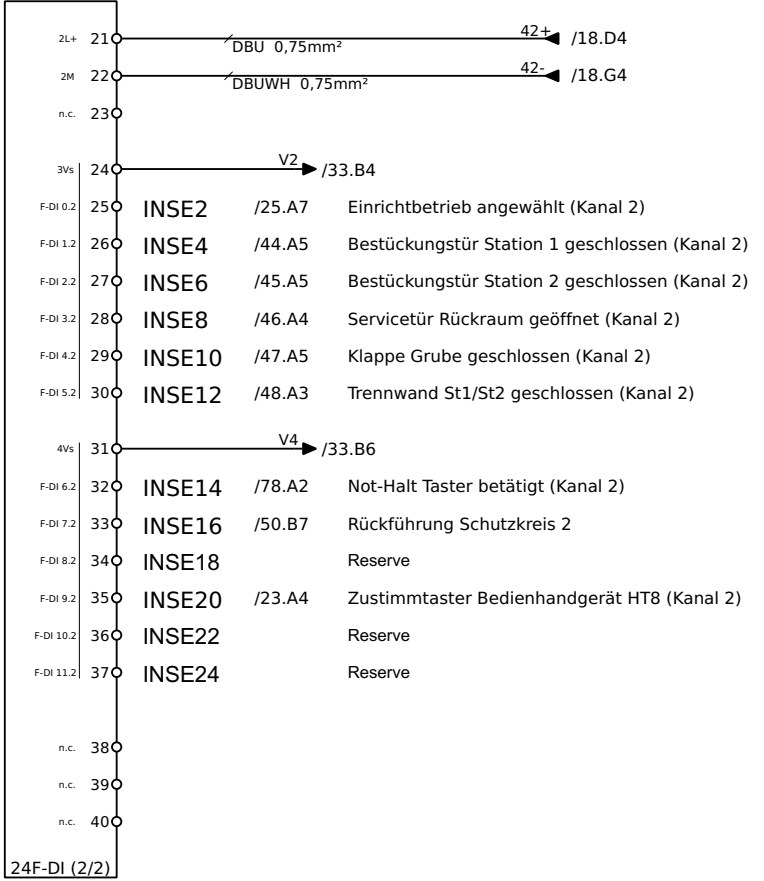 2L+ 21 DBU 0,75mm² 42+ /18.D4
2M 22 DBUWH 0,75mm² 42- /18.G4
n.c. 23
3Vs 24 V2 /33.B4
F-DI 0.2 25 INSE2 /25.A7 Einrichtbetrieb angewählt (Kanal 2)
F-DI 1.2 26 INSE4 /44.A5 Bestückungstür Station 1 geschlossen (Kanal 2)
F-DI 2.2 27 INSE6 /45.A5 Bestückungstür Station 2 geschlossen (Kanal 2)
F-DI 3.2 28 INSE8 /46.A4 Servicetür Rückraum geöffnet (Kanal 2)
F-DI 4.2 29 INSE10 /47.A5 Klappe Grube geschlossen (Kanal 2)
F-DI 5.2 30 INSE12 /48.A3 Trennwand St1/St2 geschlossen (Kanal 2)
4Vs 31 V4 /33.B6
F-DI 6.2 32 INSE14 /78.A2 Not-Halt Taster betätigt (Kanal 2)
F-DI 7.2 33 INSE16 /50.B7 Rückführung Schutzkreis 2
F-DI 8.2 34 INSE18 Reserve
F-DI 9.2 35 INSE20 /23.A4 Zustimmtaster Bedienhandgerät HT8 (Kanal 2)
F-DI 10.2 36 INSE22 Reserve
F-DI 11.2 37 INSE24 Reserve
n.c. 38
n.c. 39
n.c. 40
24F-DI (2/2)